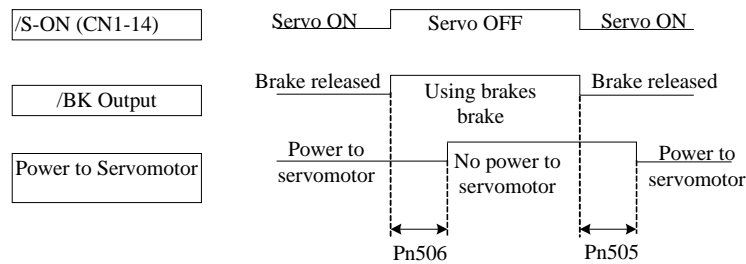 /S-ON (CN1-14)
Servo ON
Servo OFF
Servo ON
/BK Output
Brake released
Using brakes
brake
Brake released
Power to Servomotor
Power to
servomotor
No power to
servomotor
Power to
servomotor
Pn506
Pn505